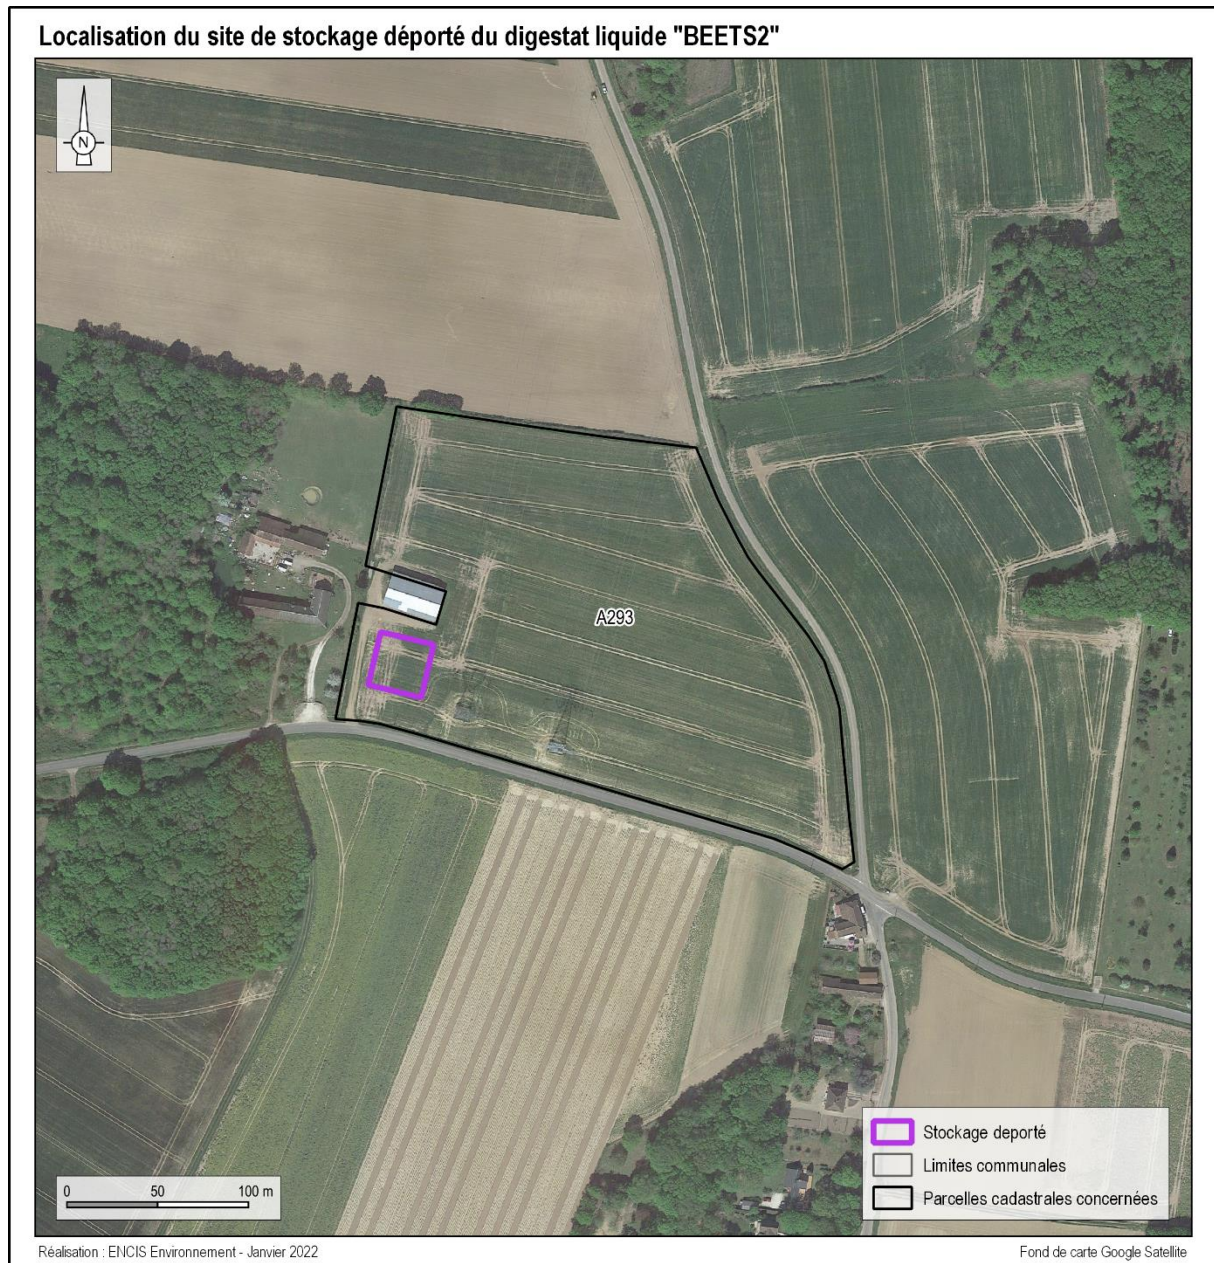 Localisation du site de stockage déporté du digestat liquide "BEETS2"
N
A293
Stockage deporté
Limites communales
Parcelles cadastrales concernées
0 50 100 m
Réalisation : ENCIS Environnement - Janvier 2022
Fond de carte Google Satellite